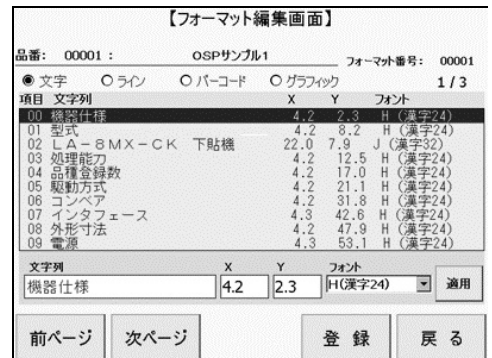 【フォーマット編集画面】
品番: 00001 : OSPサンプル1 フォーマット番号: 00001
文字 ライン バーコード グラフィック 1/3
項目 文字列 X Y フォント
00 機器仕様 4.2 2.3 H (漢字24)
01 型式 4.2 8.2 H (漢字24)
02 LA-8MX-CK 下貼機 22.0 7.9 J (漢字32)
03 処理能力 4.2 12.5 H (漢字24)
04 品種登録数 4.2 17.0 H (漢字24)
05 駆動方式 4.2 21.1 H (漢字24)
06 コンベア 4.2 31.8 H (漢字24)
07 インタフェース 4.3 42.6 H (漢字24)
08 外形寸法 4.2 47.9 H (漢字24)
09 電源 4.3 53.1 H (漢字24)
文字列 X Y フォント
機器仕様 4.2 2.3 H(漢字24) 適用
前ページ 次ページ 登録 戻る